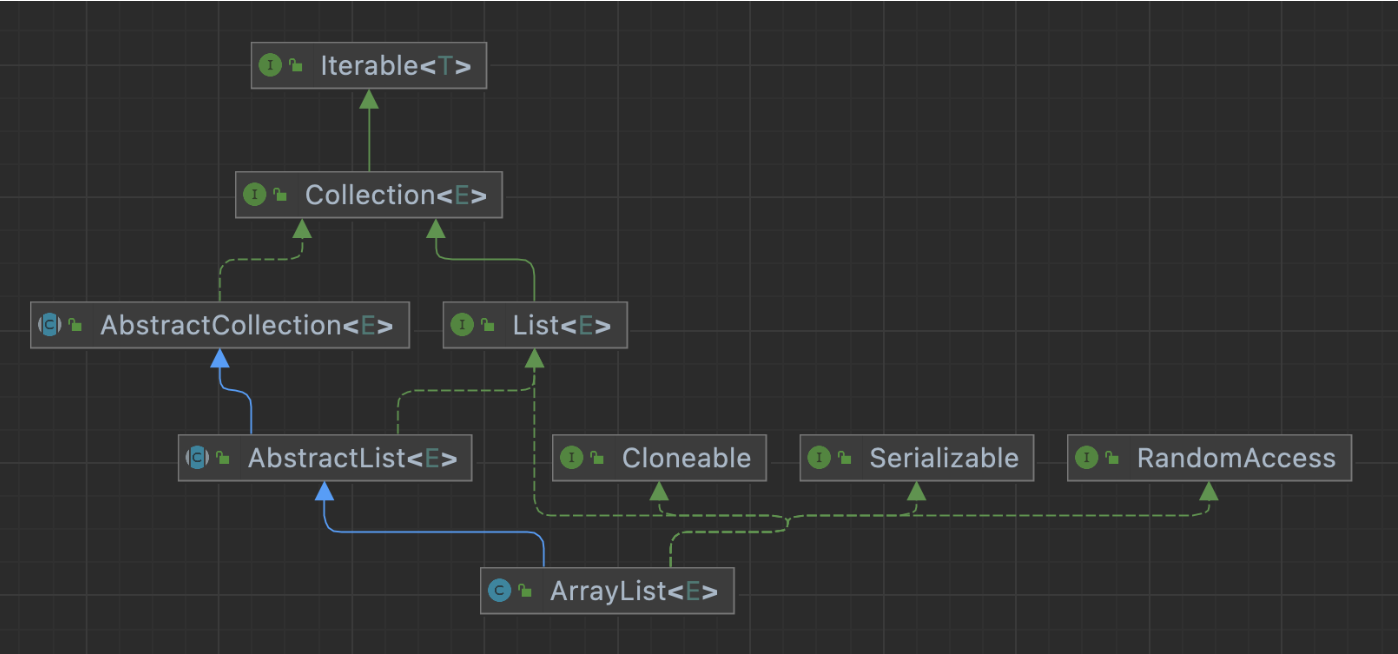 Iterable<T>
Collection<E>
AbstractCollection<E>
List<E>
AbstractList<E>
Cloneable
Serializable
RandomAccess
ArrayList<E>